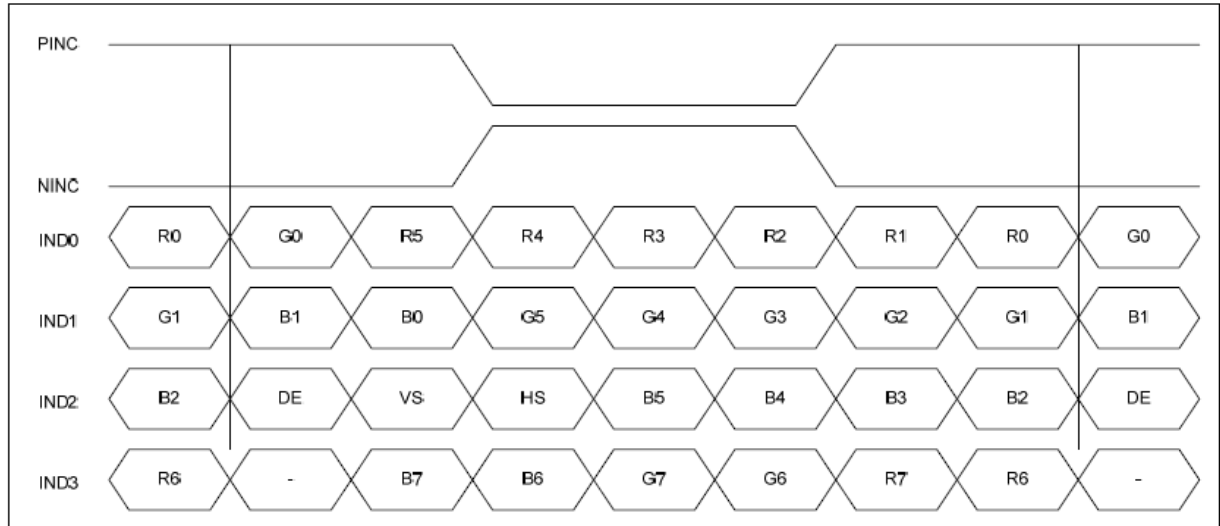 PINC
NINC
IND0 R0 G0 R5 R4 R3 R2 R1 R0 G0
IND1 G1 B1 B0 G5 G4 G3 G2 G1 B1
IND2 B2 DE VS HS B5 B4 B3 B2 DE
IND3 R6 - B7 B6 G7 G6 R7 R6 -